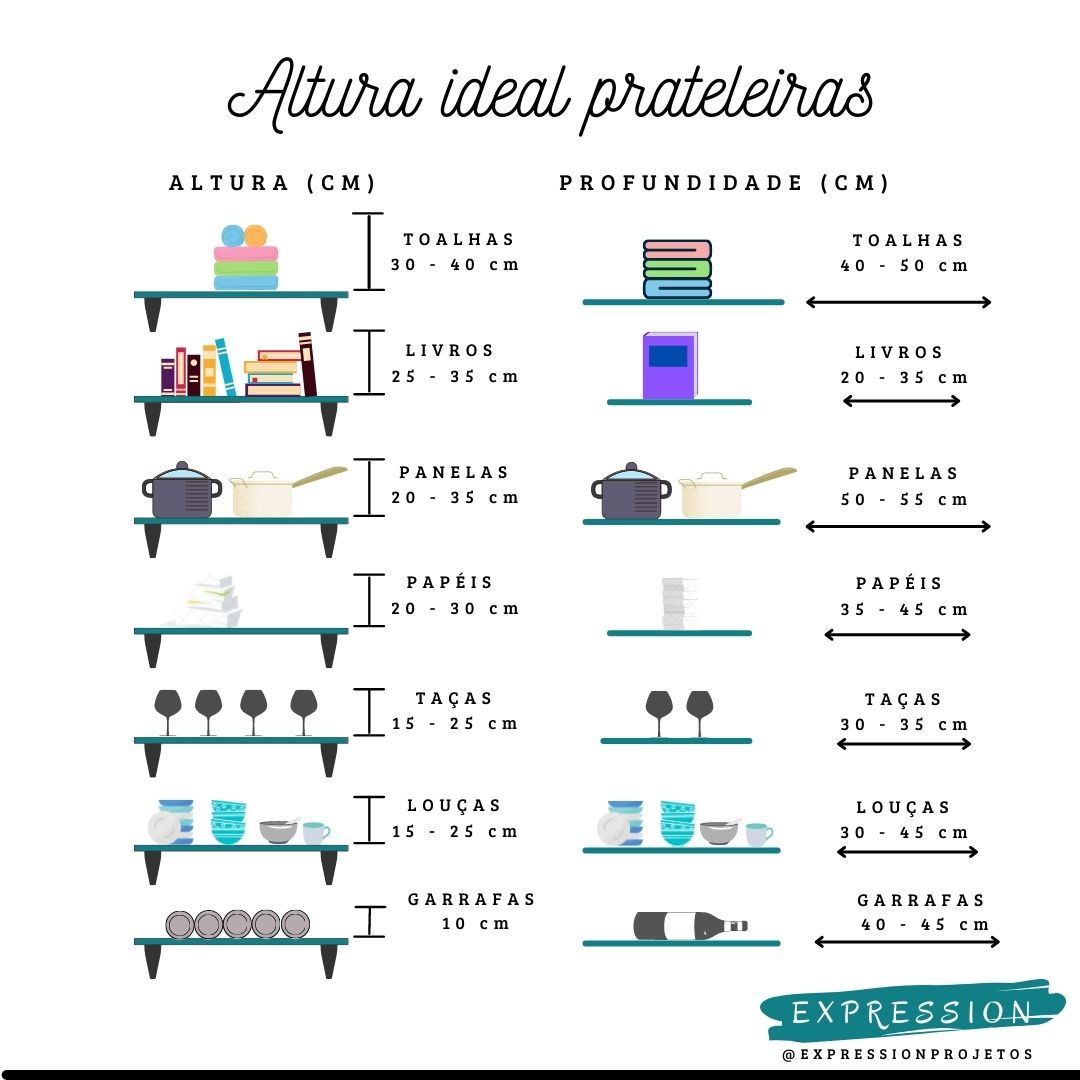 Altura ideal prateleiras
ALTURA (CM)
TOALHAS
30 - 40 cm
LIVROS
25 - 35 cm
PANELAS
20 - 35 cm
PAPÉIS
20 - 30 cm
TAÇAS
15 - 25 cm
LOUÇAS
15 - 25 cm
GARRAFAS
10 cm
PROFUNDIDADE (CM)
TOALHAS
40 - 50 cm
LIVROS
20 - 35 cm
PANELAS
50 - 55 cm
PAPÉIS
35 - 45 cm
TAÇAS
30 - 35 cm
LOUÇAS
30 - 45 cm
GARRAFAS
40 - 45 cm
EXPRESSION
@EXPRESSIONPROJETOS